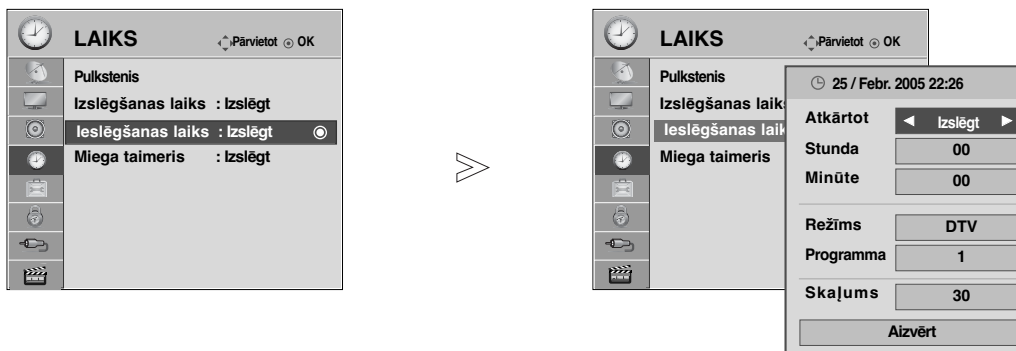 LAIKS Pārvietot OK
Pulkstenis
Izslēgšanas laiks : Izslēgt
Ieslēgšanas laiks : Izslēgt
Miega taimeris : Izslēgt
LAIKS Pārvietot OK
Pulkstenis
Izslēgšanas laiks
Ieslēgšanas laik
Miega taimeris
25 / Febr. 2005 22:26
Atkārtot ◄ Izslēgt ►
Stunda 00
Minūte 00
Režīms DTV
Programma 1
Skaļums 30
Aizvērt